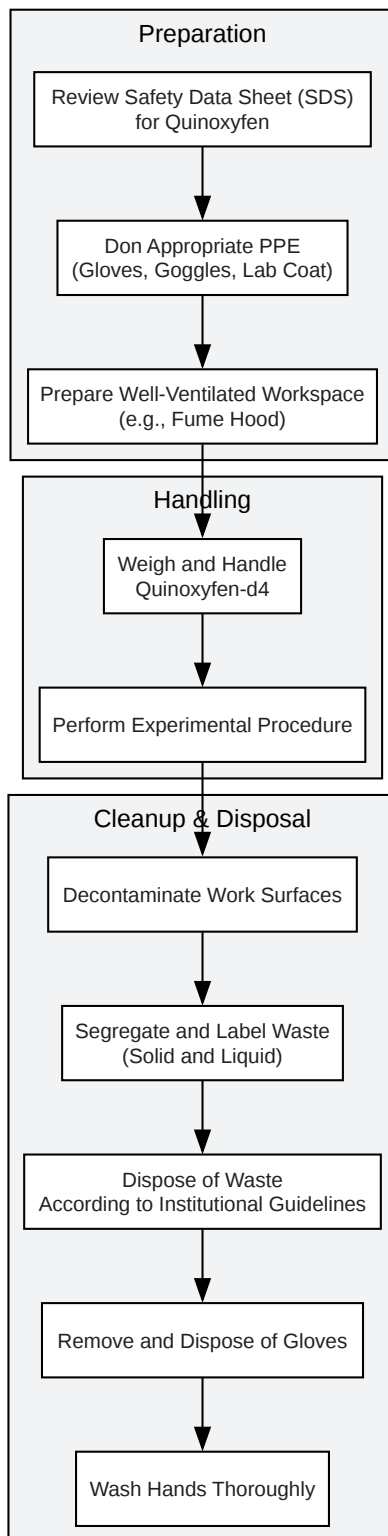 Preparation
Review Safety Data Sheet (SDS)
for Quinoxyfen
Don Appropriate PPE
(Gloves, Goggles, Lab Coat)
Prepare Well-Ventilated Workspace
(e.g., Fume Hood)
Handling
Weigh and Handle
Quinoxyfen-d4
Perform Experimental Procedure
Cleanup & Disposal
Decontaminate Work Surfaces
Segregate and Label Waste
(Solid and Liquid)
Dispose of Waste
According to Institutional Guidelines
Remove and Dispose of Gloves
Wash Hands Thoroughly